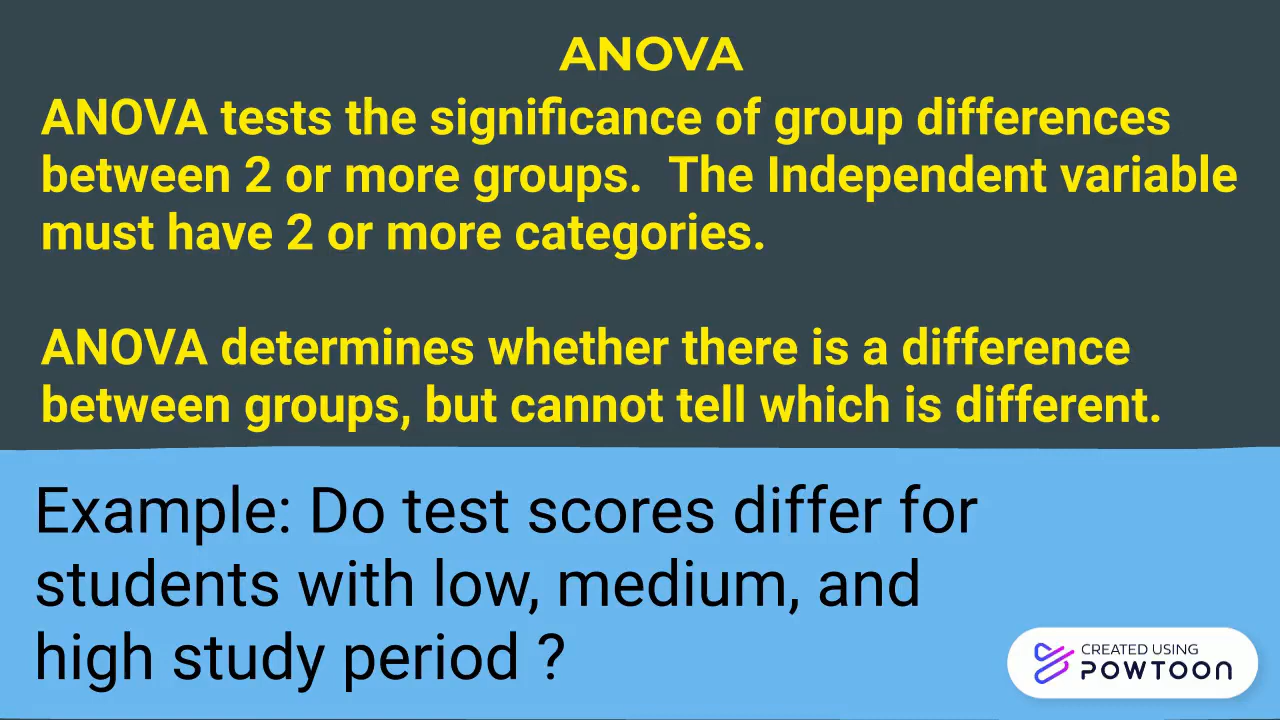 ANOVA
ANOVA tests the significance of group differences
between 2 or more groups.  The Independent variable
must have 2 or more categories.
ANOVA determines whether there is a difference
between groups, but cannot tell which is different.
Example: Do test scores differ for
students with low, medium, and
high study period ?
CREATED USING
POWTOON